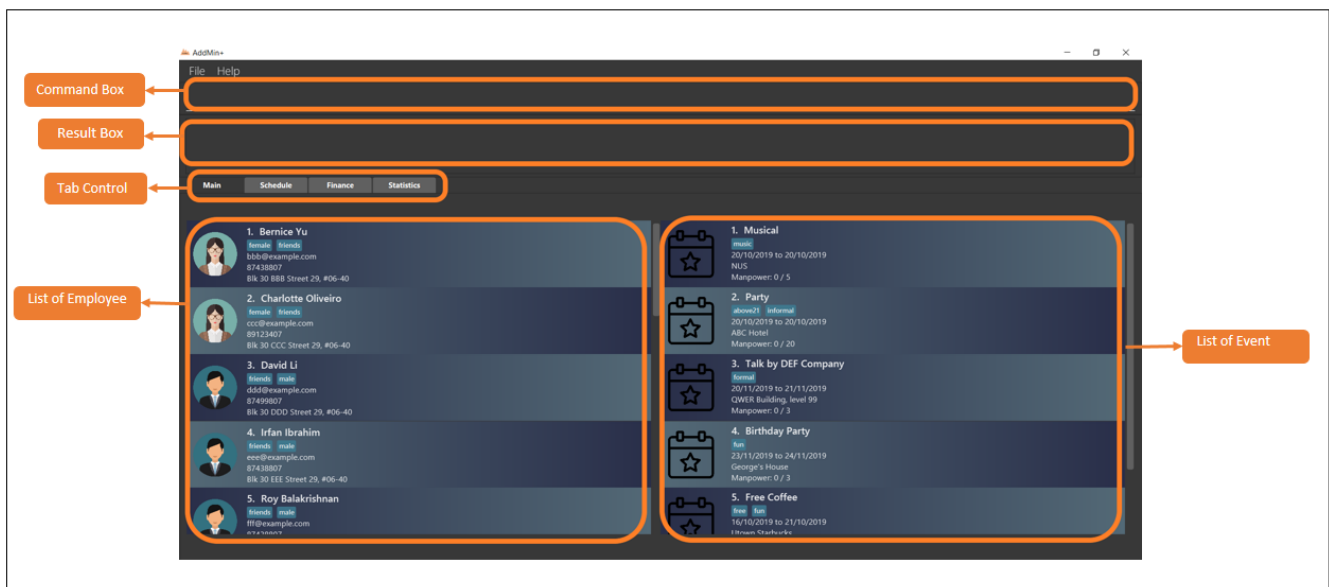 AddMin+
File Help
Command Box
Result Box
Tab Control
Main Schedule Finance Statistics
List of Employee
1. Bernice Yu
female friends
bbb@example.com
87438807
Blk 30 BBB Street 29, #06-40
2. Charlotte Oliveiro
female friends
ccc@example.com
89123407
Blk 30 CCC Street 29, #06-40
3. David Li
friends male
ddd@example.com
87499807
Blk 30 DDD Street 29, #06-40
4. Irfan Ibrahim
friends male
eee@example.com
87438807
Blk 30 EEE Street 29, #06-40
5. Roy Balakrishnan
friends male
fff@example.com
1. Musical
music
20/10/2019 to 20/10/2019
NUS
Manpower: 0 / 5
2. Party
above21 informal
20/10/2019 to 20/10/2019
ABC Hotel
Manpower: 0 / 20
3. Talk by DEF Company
formal
20/11/2019 to 21/11/2019
QWER Building, level 99
Manpower: 0 / 3
4. Birthday Party
fun
23/11/2019 to 24/11/2019
George's House
Manpower: 0 / 3
5. Free Coffee
free fun
16/10/2019 to 21/10/2019
Utown Starbucks
List of Event